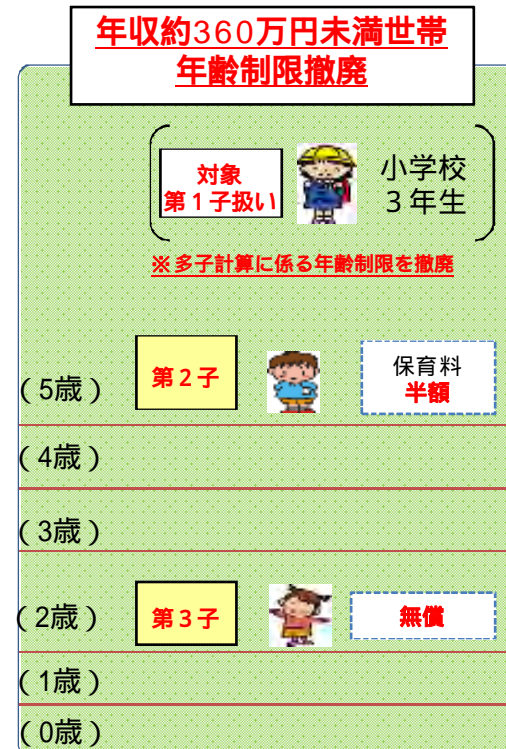 年収約360万円未満世帯
年齢制限撤廃
対象
第１子扱い
小学校
３年生
※多子計算に係る年齢制限を撤廃
（5歳）
第２子
保育料
半額
（4歳）
（3歳）
（2歳）
第３子
無償
（1歳）
（0歳）